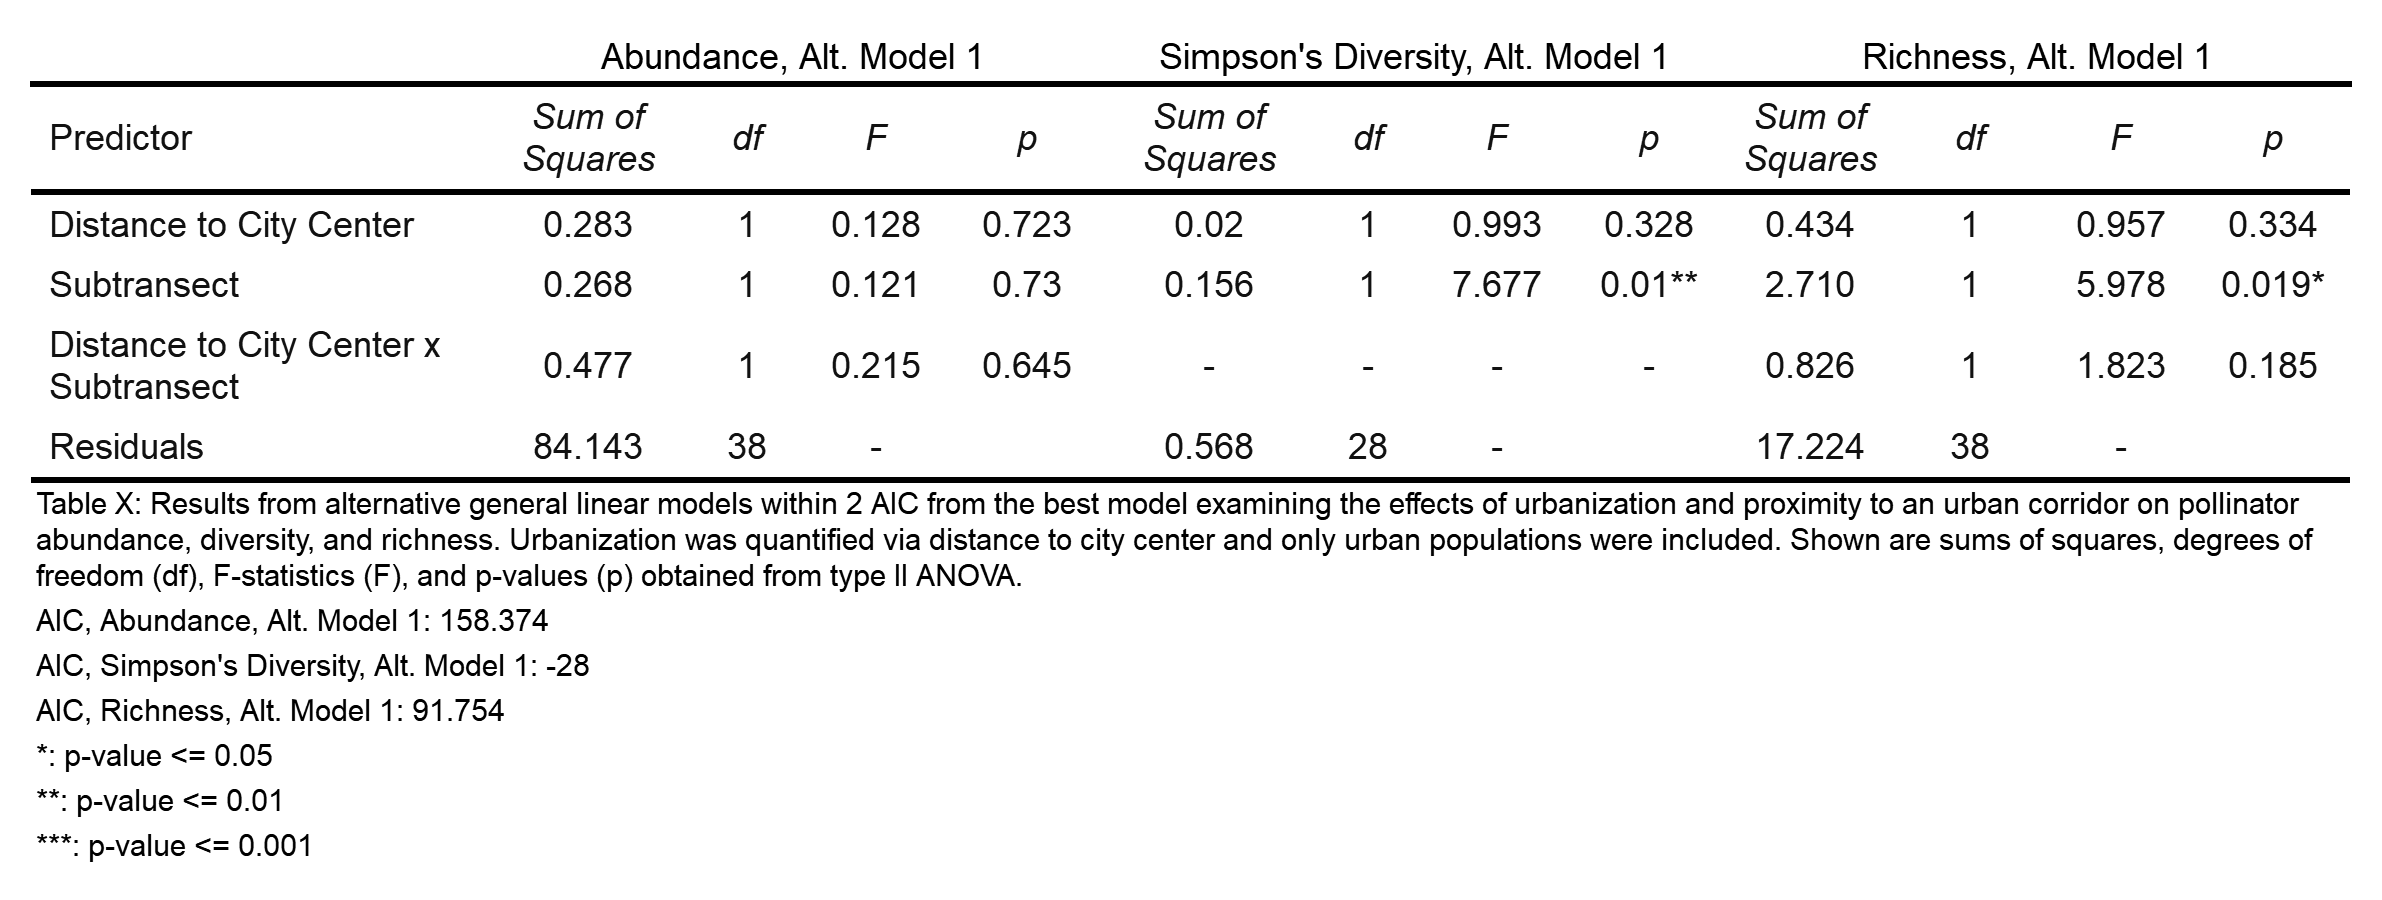 Abundance, Alt. Model 1 Simpson's Diversity, Alt. Model 1 Richness, Alt. Model 1
Predictor Sum of Squares df F p Sum of Squares df F p Sum of Squares df F p
Distance to City Center 0.283 1 0.128 0.723 0.02 1 0.993 0.328 0.434 1 0.957 0.334
Subtransect 0.268 1 0.121 0.73 0.156 1 7.677 0.01** 2.710 1 5.978 0.019*
Distance to City Center x Subtransect 0.477 1 0.215 0.645 - - - - 0.826 1 1.823 0.185
Residuals 84.143 38 - 0.568 28 - 17.224 38 -
Table X: Results from alternative general linear models within 2 AIC from the best model examining the effects of urbanization and proximity to an urban corridor on pollinator
abundance, diversity, and richness. Urbanization was quantified via distance to city center and only urban populations were included. Shown are sums of squares, degrees of
freedom (df), F-statistics (F), and p-values (p) obtained from type II ANOVA.
AIC, Abundance, Alt. Model 1: 158.374
AIC, Simpson's Diversity, Alt. Model 1: -28
AIC, Richness, Alt. Model 1: 91.754
*: p-value <= 0.05
**: p-value <= 0.01
***: p-value <= 0.001